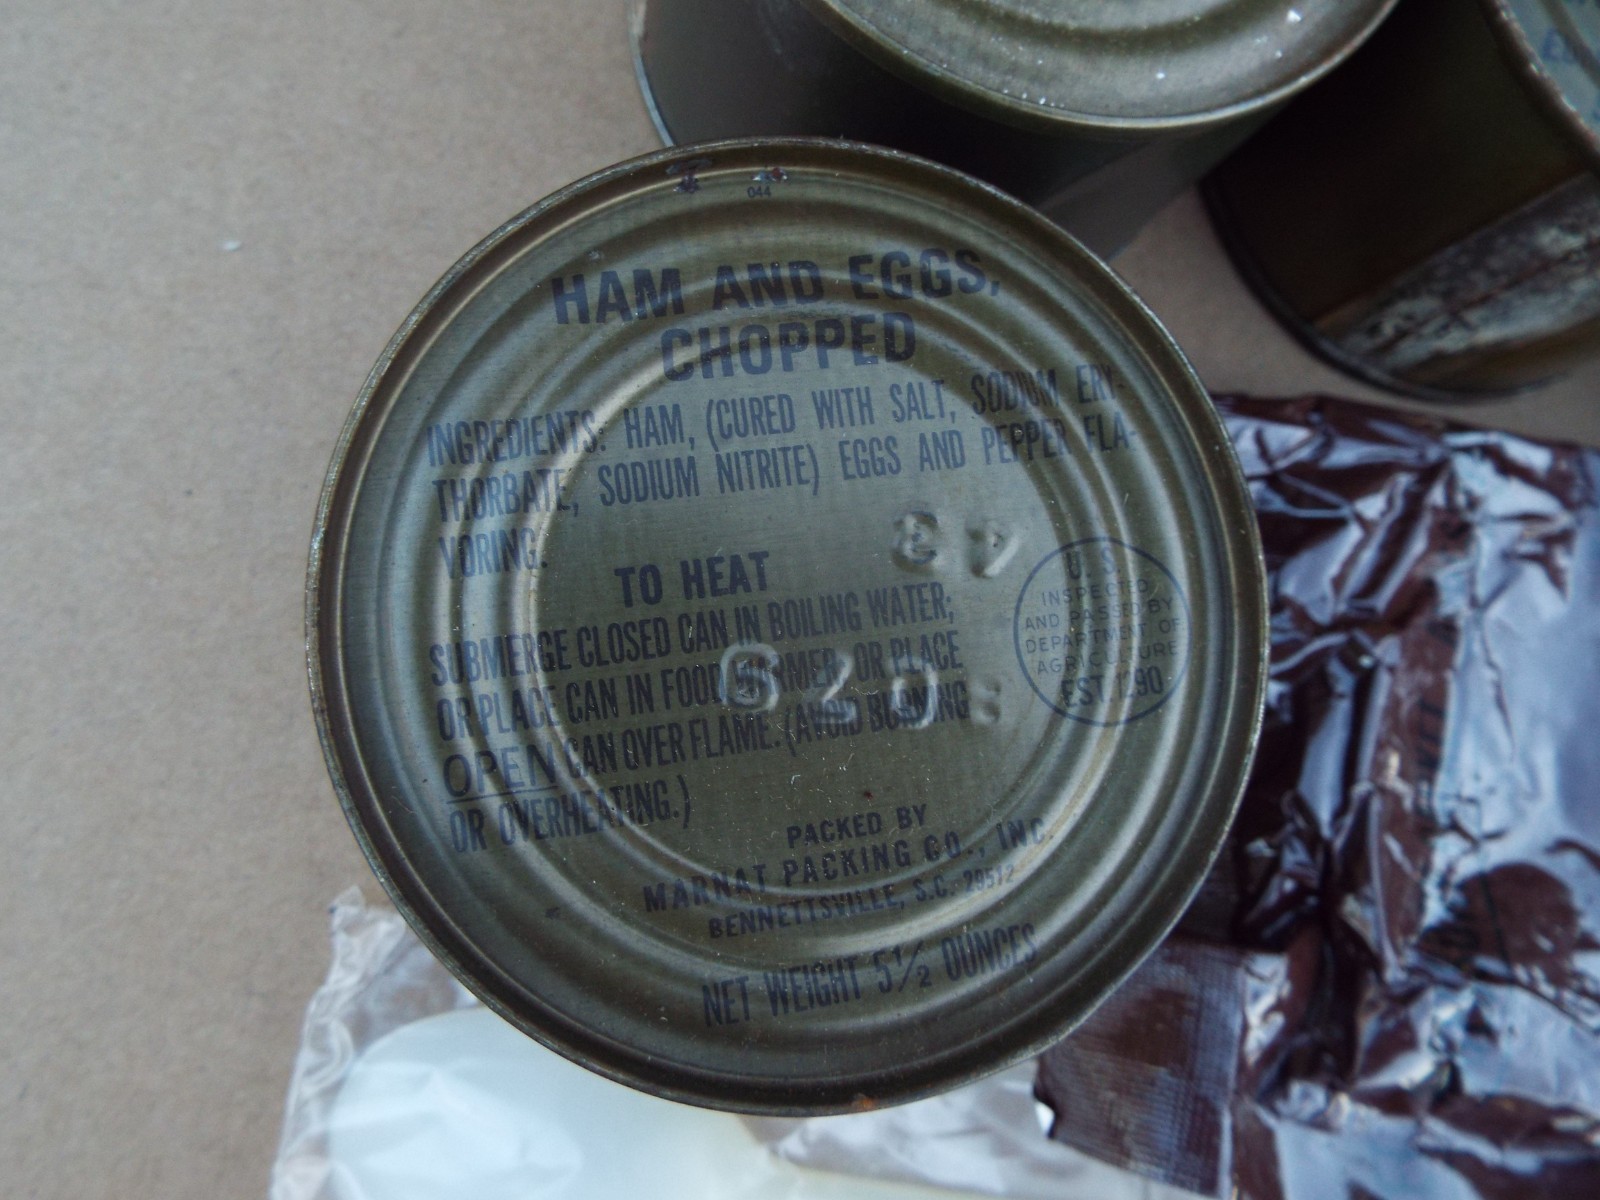 044
HAM AND EGGS,
CHOPPED
INGREDIENTS: HAM, (CURED WITH SALT, SODIUM ERY-
THORBATE, SODIUM NITRITE) EGGS AND PEPPER FLA-
VORING.
TO HEAT
SUBMERGE CLOSED CAN IN BOILING WATER;
OR PLACE CAN IN FOOD WARMER, OR PLACE
OPEN CAN OVER FLAME. (AVOID BURNING
OR OVERHEATING.)
U. S.
INSPECTED
AND PASSED BY
DEPARTMENT OF
AGRICULTURE
EST. 1290
PACKED BY
MARNAT PACKING CO., INC.
BENNETTSVILLE, S.C. 29512
NET WEIGHT 5 1/2 OUNCES